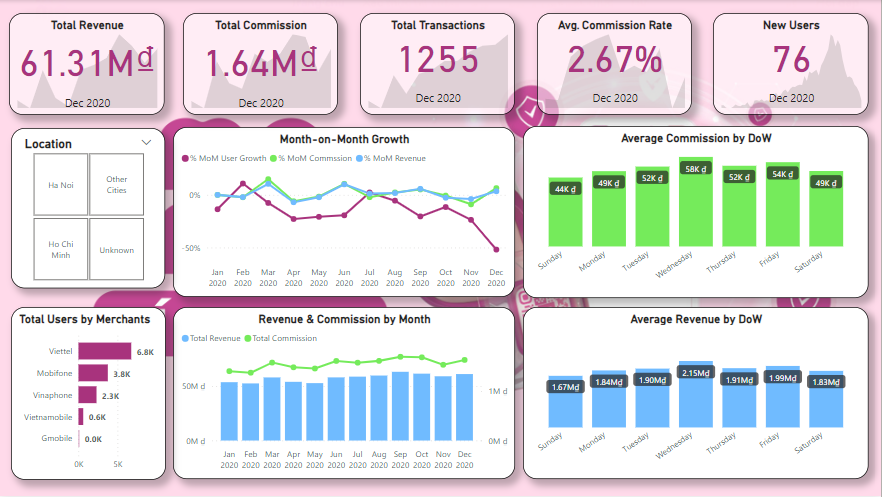 Total Revenue
61.31M₫
Dec 2020
Total Commission
1.64M₫
Dec 2020
Total Transactions
1255
Dec 2020
Avg. Commission Rate
2.67%
Dec 2020
New Users
76
Dec 2020
Location
Ha Noi
Other
Cities
Ho Chi
Minh
Unknown
Month-on-Month Growth
% MoM User Growth % MoM Commission % MoM Revenue
0%
-50%
Jan Feb Mar Apr May Jun Jul Aug Sep Oct Nov Dec
2020 2020 2020 2020 2020 2020 2020 2020 2020 2020 2020 2020
Average Commission by DoW
44K ₫ 49K ₫ 52K ₫ 58K ₫ 52K ₫ 54K ₫ 49K ₫
Sunday Monday Tuesday Wednesday Thursday Friday Saturday
Total Users by Merchants
Viettel 6.8K
Mobifone 3.8K
Vinaphone 2.3K
Vietnamobile 0.6K
Gmobile 0.0K
0K 5K
Revenue & Commission by Month
Total Revenue Total Commission
50M ₫
1M ₫
0M ₫ 0M ₫
Jan Feb Mar Apr May Jun Jul Aug Sep Oct Nov Dec
2020 2020 2020 2020 2020 2020 2020 2020 2020 2020 2020 2020
Average Revenue by DoW
1.67M₫ 1.84M₫ 1.90M₫ 2.15M₫ 1.91M₫ 1.99M₫ 1.83M₫
Sunday Monday Tuesday Wednesday Thursday Friday Saturday